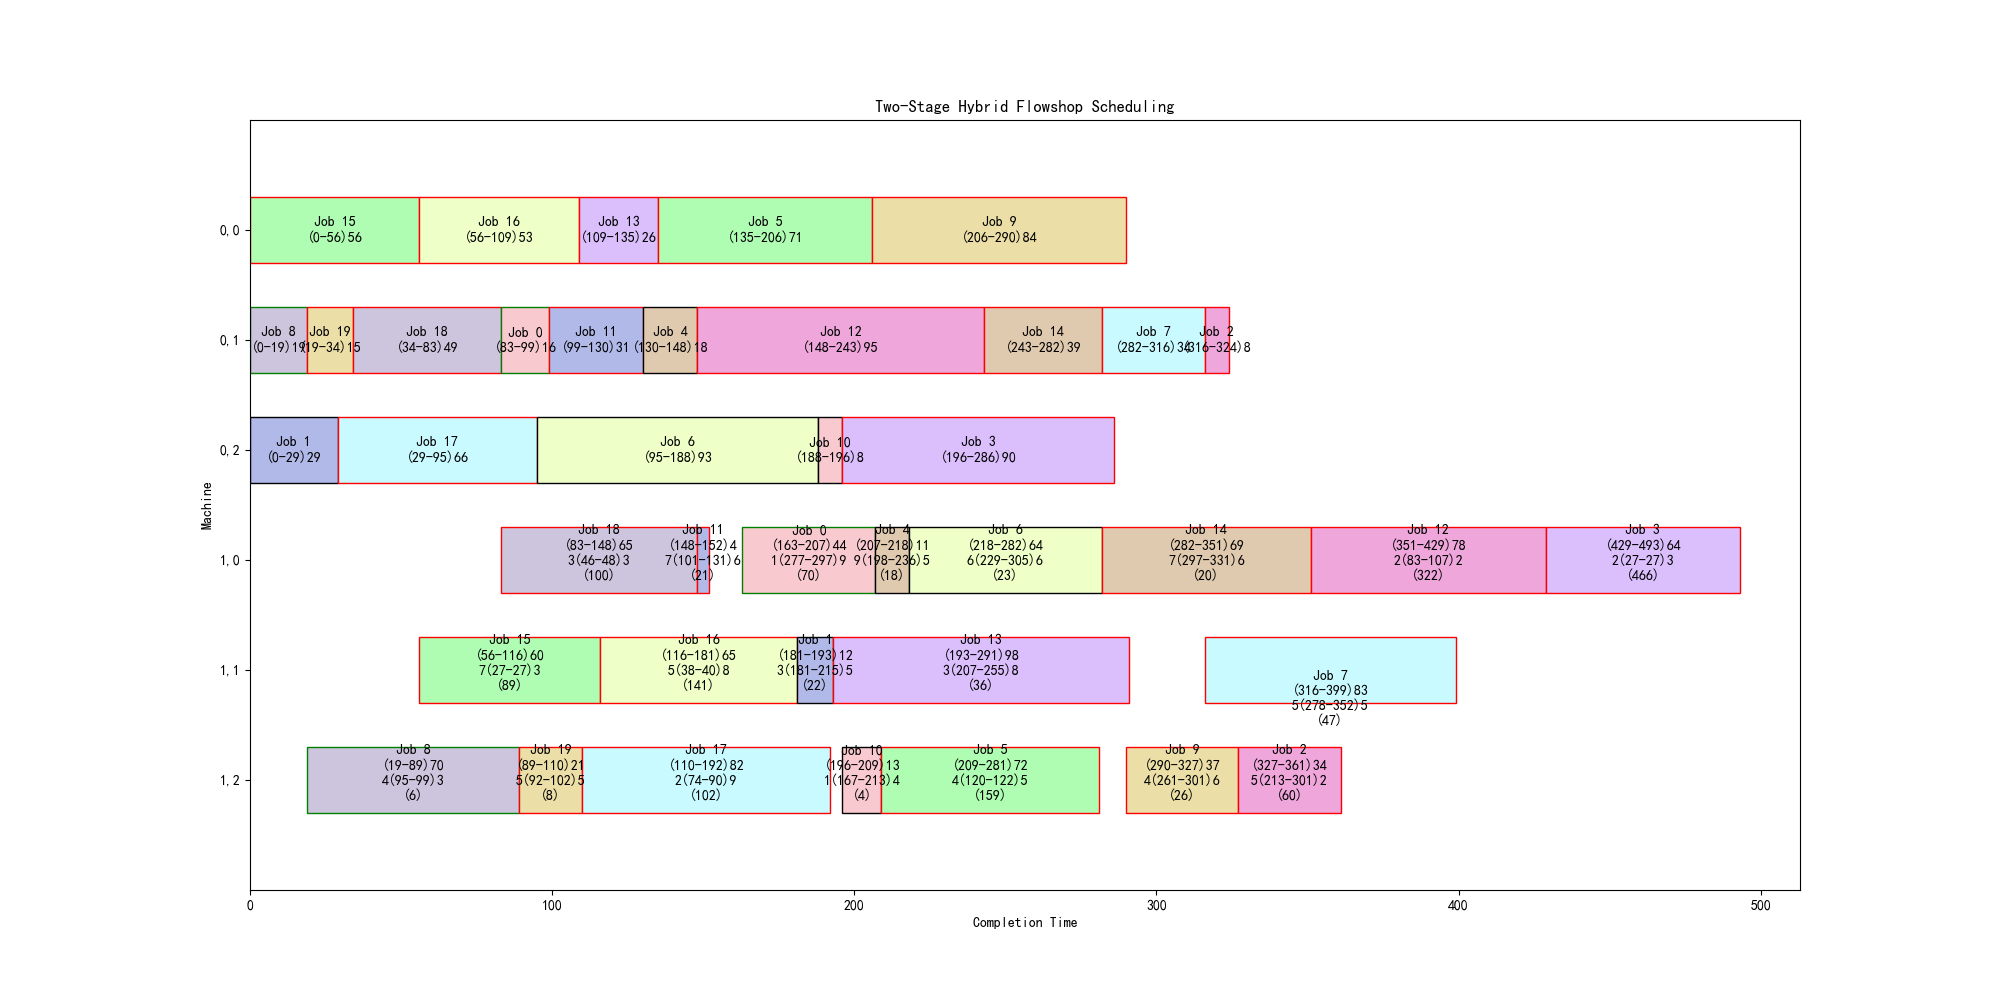 Two-Stage Hybrid Flowshop Scheduling
Machine
0,0
Job 15
(0-56)56
Job 16
(56-109)53
Job 13
(109-135)26
Job 5
(135-206)71
Job 9
(206-290)84
0,1
Job 8
(0-19)19
Job 19
(19-34)15
Job 18
(34-83)49
Job 0
(83-99)16
Job 11
(99-130)31
Job 4
(130-148)18
Job 12
(148-243)95
Job 14
(243-282)39
Job 7
(282-316)34
Job 2
(316-324)8
0,2
Job 1
(0-29)29
Job 17
(29-95)66
Job 6
(95-188)93
Job 10
(188-196)8
Job 3
(196-286)90
1,0
Job 18
(83-148)65
3(46-48)3
(100)
Job 11
(148-152)4
7(101-131)6
(21)
Job 0
(163-207)44
1(277-297)9
(70)
Job 4
(207-218)11
9(198-236)5
(18)
Job 6
(218-282)64
6(229-305)6
(23)
Job 14
(282-351)69
7(297-331)6
(20)
Job 12
(351-429)78
2(83-107)2
(322)
Job 3
(429-493)64
2(27-27)3
(466)
1,1
Job 15
(56-116)60
7(27-27)3
(89)
Job 16
(116-181)65
5(38-40)8
(141)
Job 1
(181-193)12
3(181-215)5
(22)
Job 13
(193-291)98
3(207-255)8
(36)
Job 7
(316-399)83
5(278-352)5
(47)
1,2
Job 8
(19-89)70
4(95-99)3
(6)
Job 19
(89-110)21
5(92-102)5
(8)
Job 17
(110-192)82
2(74-90)9
(102)
Job 10
(196-209)13
1(167-213)4
(4)
Job 5
(209-281)72
4(120-122)5
(159)
Job 9
(290-327)37
4(261-301)6
(26)
Job 2
(327-361)34
5(213-301)2
(60)
0
100
200
300
400
500
Completion Time